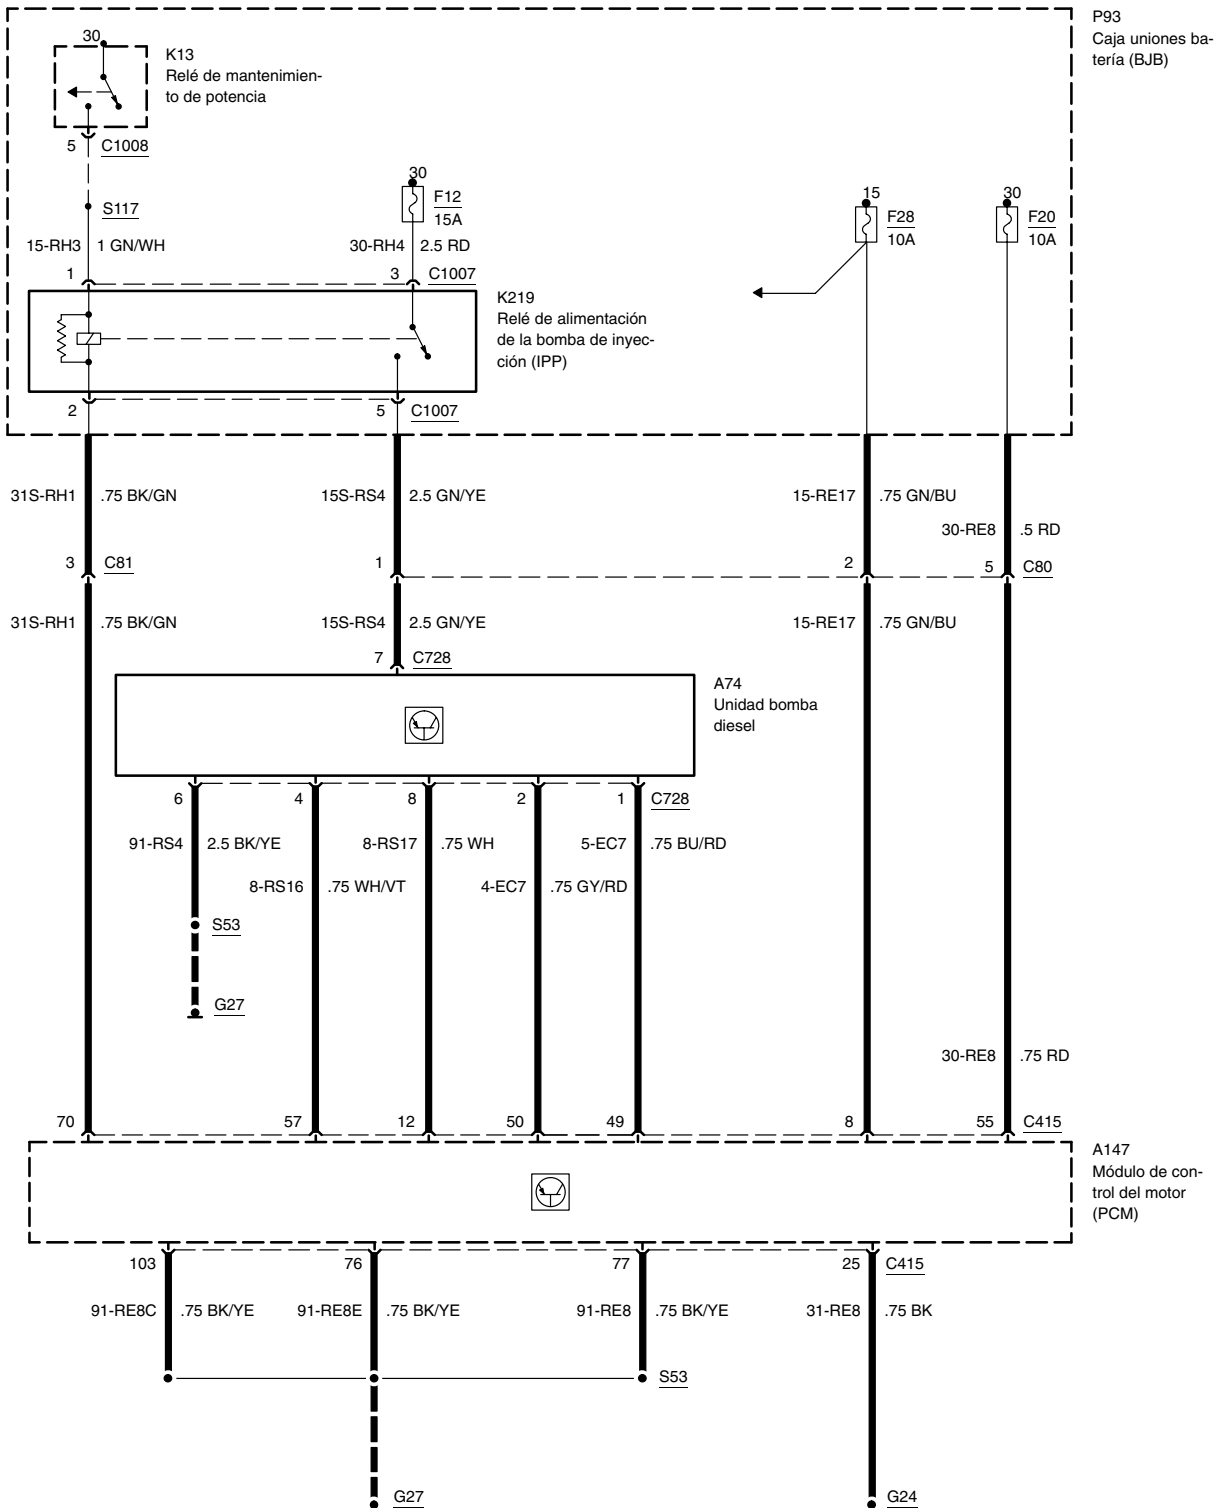 P93
Caja uniones ba-
tería (BJB)
30
K13
Relé de mantenimien-
to de potencia
5 C1008
S117
30
F12
15A
15
F28
10A
30
F20
10A
15-RH3 1 GN/WH
30-RH4 2.5 RD
1
3 C1007
K219
Relé de alimentación
de la bomba de inyec-
ción (IPP)
2
5 C1007
31S-RH1 .75 BK/GN
15S-RS4 2.5 GN/YE
15-RE17 .75 GN/BU
30-RE8 .5 RD
3 C81
1
2
5 C80
31S-RH1 .75 BK/GN
15S-RS4 2.5 GN/YE
15-RE17 .75 GN/BU
7 C728
A74
Unidad bomba
diesel
6
4
8
2
1 C728
91-RS4 2.5 BK/YE
8-RS17 .75 WH
5-EC7 .75 BU/RD
8-RS16 .75 WH/VT
4-EC7 .75 GY/RD
S53
G27
30-RE8 .75 RD
70
57
12
50
49
8
55 C415
A147
Módulo de con-
trol del motor
(PCM)
103
76
77
25 C415
91-RE8C .75 BK/YE
91-RE8E .75 BK/YE
91-RE8 .75 BK/YE
31-RE8 .75 BK
S53
G27
G24